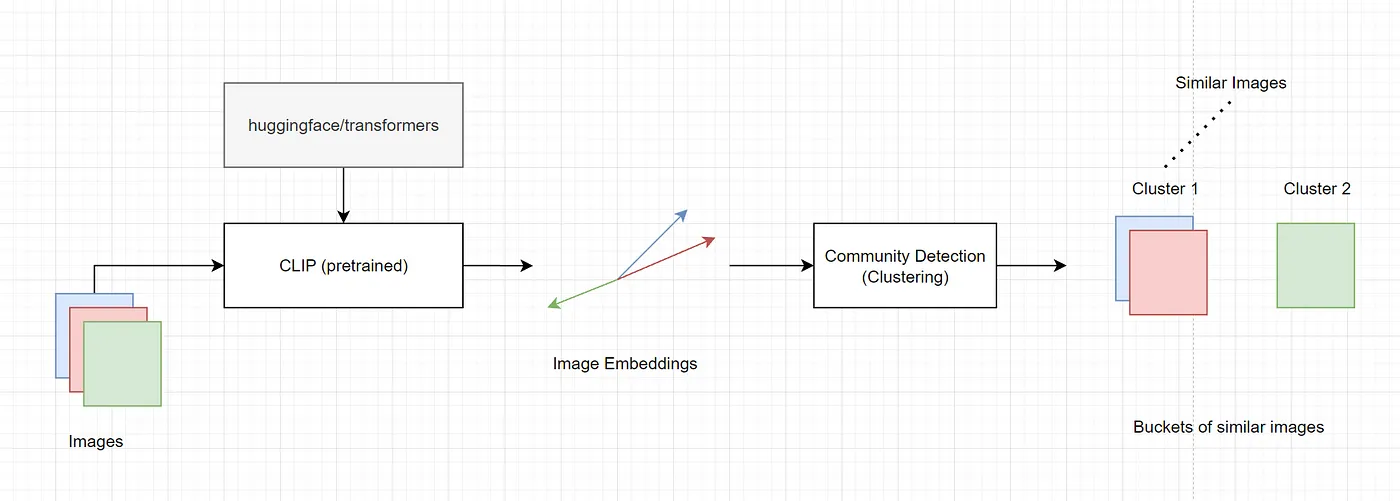 Similar Images
huggingface/transformers
Cluster 1
Cluster 2
CLIP (pretrained)
Community Detection
(Clustering)
Image Embeddings
Images
Buckets of similar images